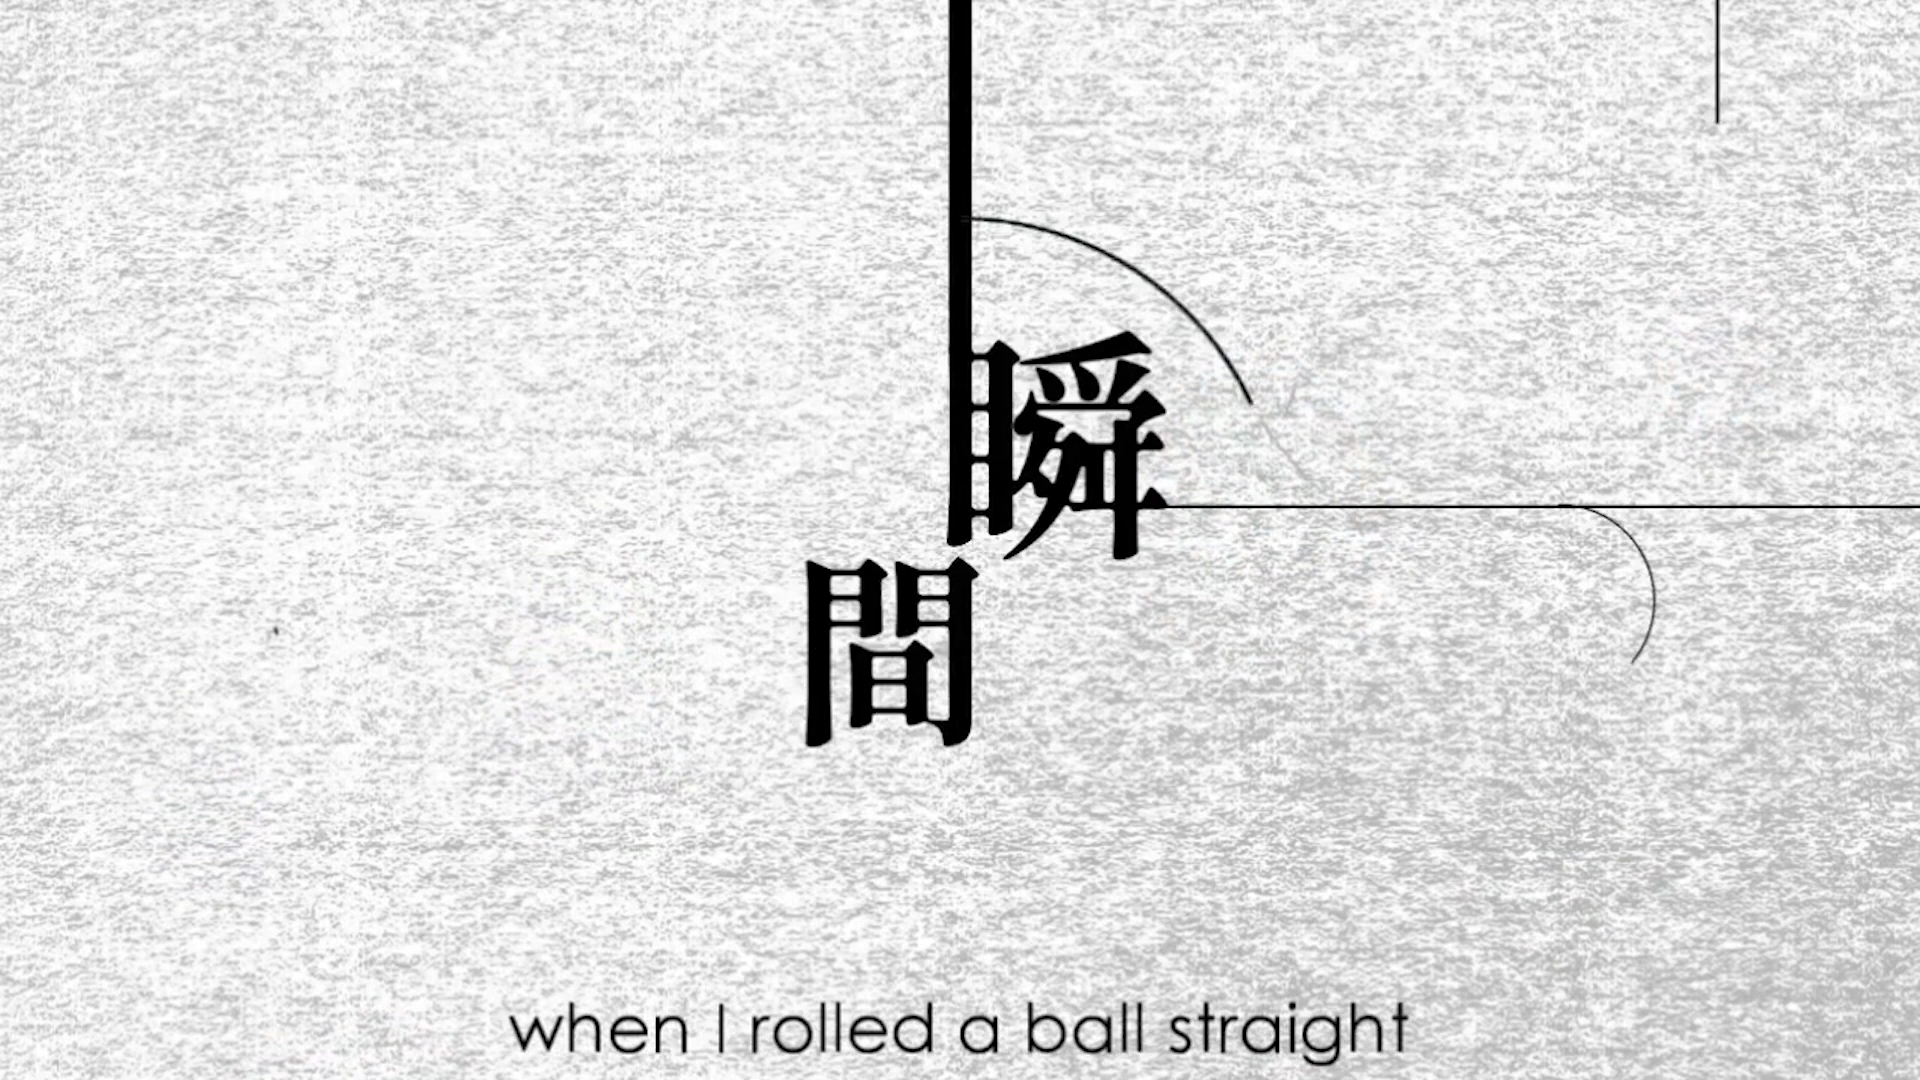 瞬
間
when I rolled a ball straight